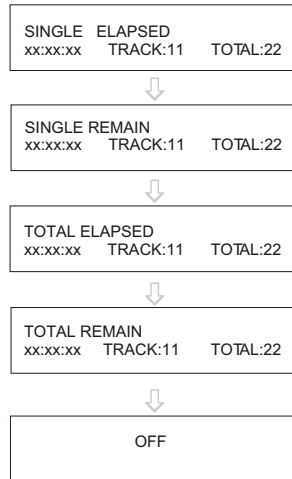 SINGLE ELAPSED
xx:xx:xx TRACK:11 TOTAL:22
SINGLE REMAIN
xx:xx:xx TRACK:11 TOTAL:22
TOTAL ELAPSED
xx:xx:xx TRACK:11 TOTAL:22
TOTAL REMAIN
xx:xx:xx TRACK:11 TOTAL:22
OFF